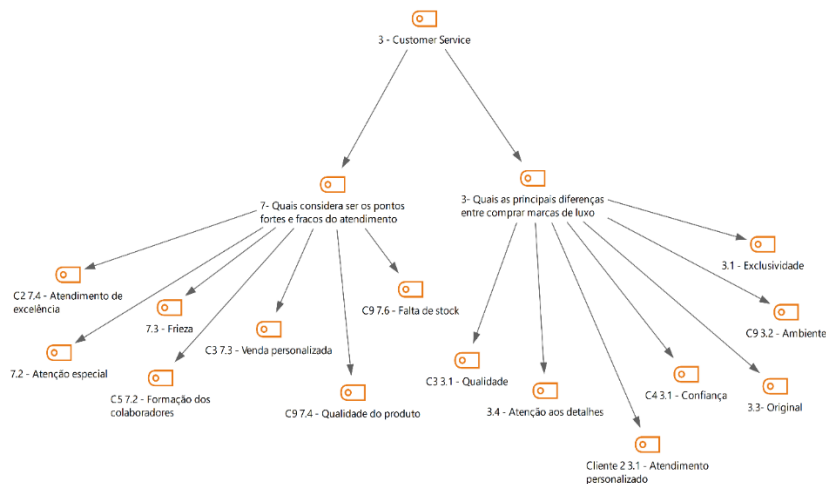 3 - Customer Service
7- Quais considera ser os pontos
fortes e fracos do atendimento
3- Quais as principais diferenças
entre comprar marcas de luxo
C2 7.4 - Atendimento de
excelência
7.2 - Atenção especial
7.3 - Frieza
C5 7.2 - Formação dos
colaboradores
C3 7.3 - Venda personalizada
C9 7.4 - Qualidade do produto
C9 7.6 - Falta de stock
C3 3.1 - Qualidade
3.4 - Atenção aos detalhes
Cliente 2 3.1 - Atendimento
personalizado
C4 3.1 - Confiança
3.3- Original
C9 3.2 - Ambiente
3.1 - Exclusividade